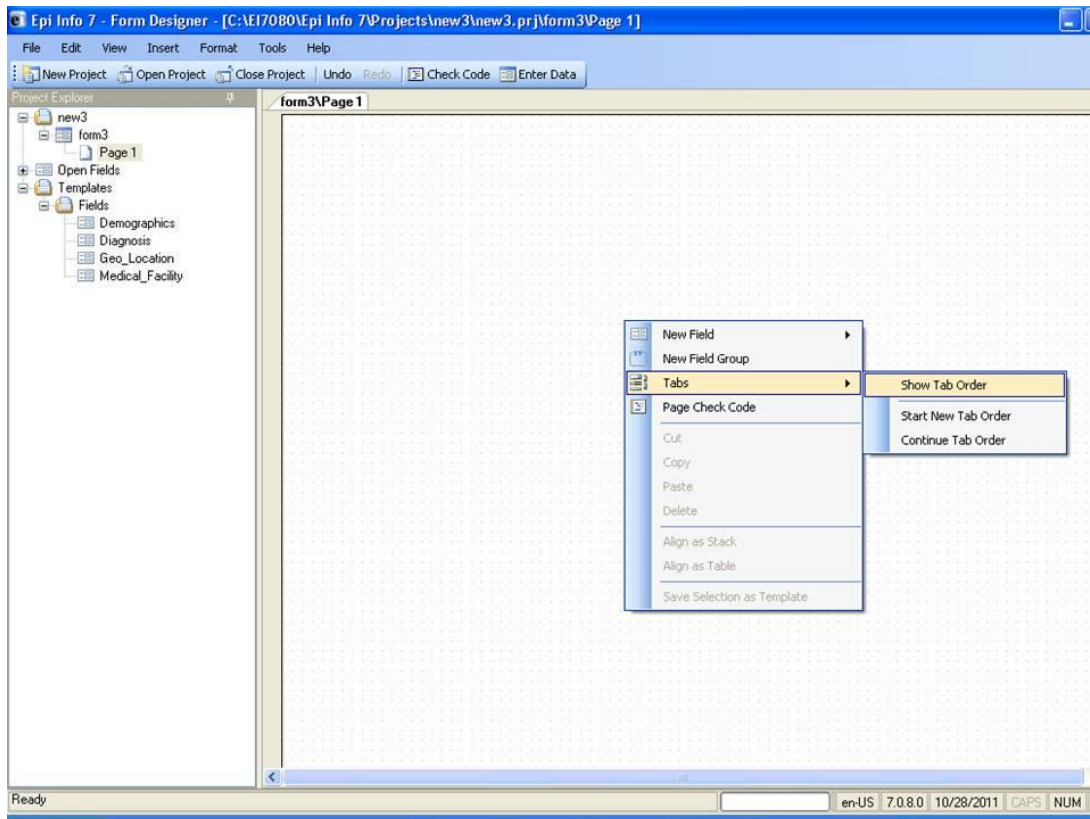 Epi Info 7 - Form Designer - [C:\EI7080\Epi Info 7\Projects\new3\new3.prj\form3\Page 1]
File Edit View Insert Format Tools Help
New Project Open Project Close Project Undo Redo Check Code Enter Data
Project Explorer
form3\Page 1
new3
form3
Page 1
Open Fields
Templates
Fields
Demographics
Diagnosis
Geo_Location
Medical_Facility
New Field
New Field Group
Tabs
Page Check Code
Cut
Copy
Paste
Delete
Align as Stack
Align as Table
Save Selection as Template
Show Tab Order
Start New Tab Order
Continue Tab Order
Ready en-US 7.0.8.0 10/28/2011 CAPS NUM